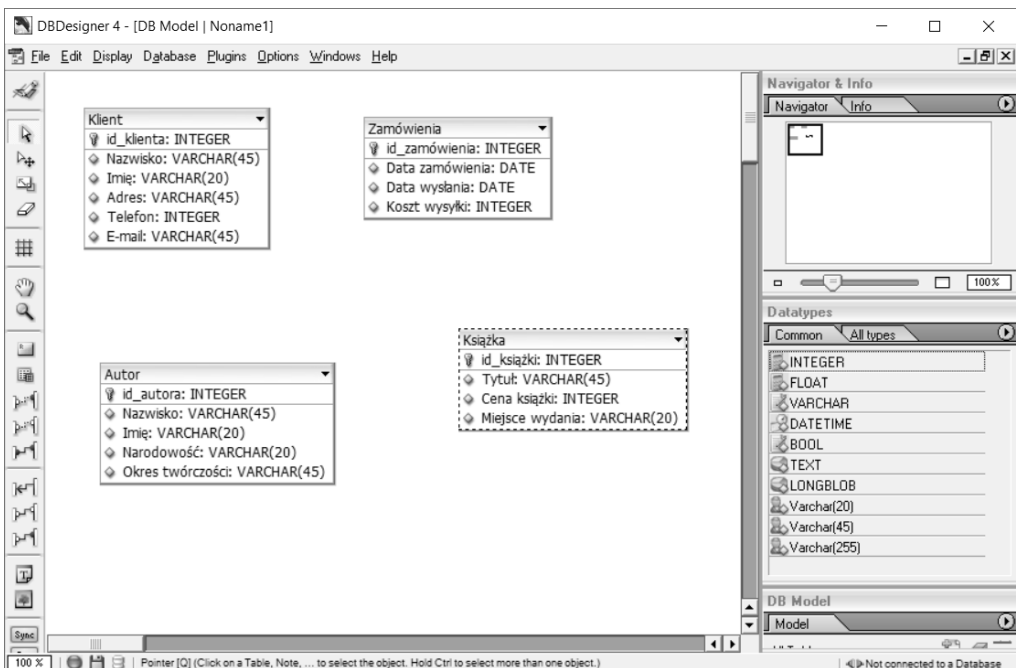 DBDesigner 4 - [DB Model | Noname1]
File Edit Display Database Plugins Options Windows Help
Klient
id_klienta: INTEGER
Nazwisko: VARCHAR(45)
Imię: VARCHAR(20)
Adres: VARCHAR(45)
Telefon: INTEGER
E-mail: VARCHAR(45)
Zamówienia
id_zamówienia: INTEGER
Data zamówienia: DATE
Data wysłania: DATE
Koszt wysyłki: INTEGER
Autor
id_autora: INTEGER
Nazwisko: VARCHAR(45)
Imię: VARCHAR(20)
Narodowość: VARCHAR(20)
Okres twórczości: VARCHAR(45)
Książka
id_książki: INTEGER
Tytuł: VARCHAR(45)
Cena książki: INTEGER
Miejsce wydania: VARCHAR(20)
Navigator & Info
Navigator Info
100%
Datatypes
Common All types
INTEGER
FLOAT
VARCHAR
DATETIME
BOOL
TEXT
LONGBLOB
Varchar(20)
Varchar(45)
Varchar(255)
DB Model
Model
Sync
100 % Pointer [Q] (Click on a Table, Note, ... to select the object. Hold Ctrl to select more than one object.) Not connected to a Database